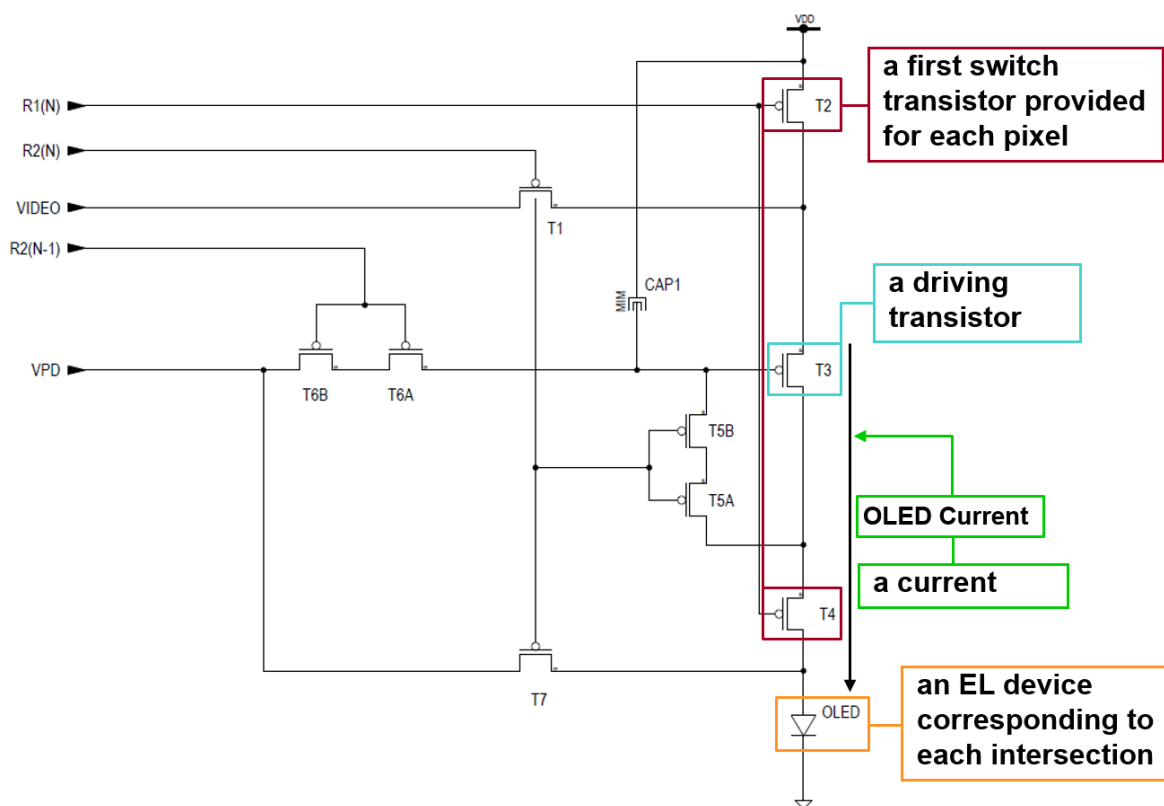 VDD
a first switch
transistor provided
for each pixel
R1(N)
T2
R2(N)
VIDEO
T1
R2(N-1)
a driving
transistor
MIM
CAP1
VPD
T6B
T6A
T3
T5B
T5A
OLED Current
a current
T4
T7
OLED
an EL device
corresponding to
each intersection